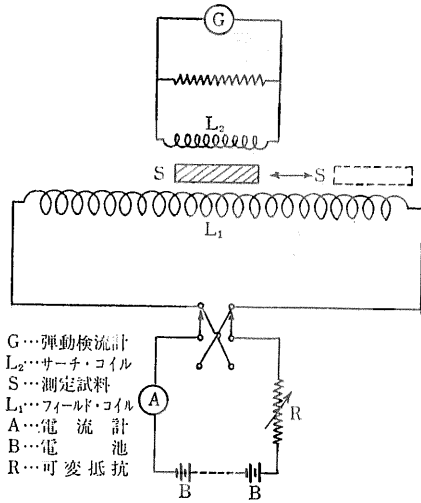 G
L₂
S
S
L₁
G…弾動検流計
L₂…サーチ・コイル
S…測定試料
L₁…フィールド・コイル
A…電流計
B…電池
R…可変抵抗
A
R
B
B